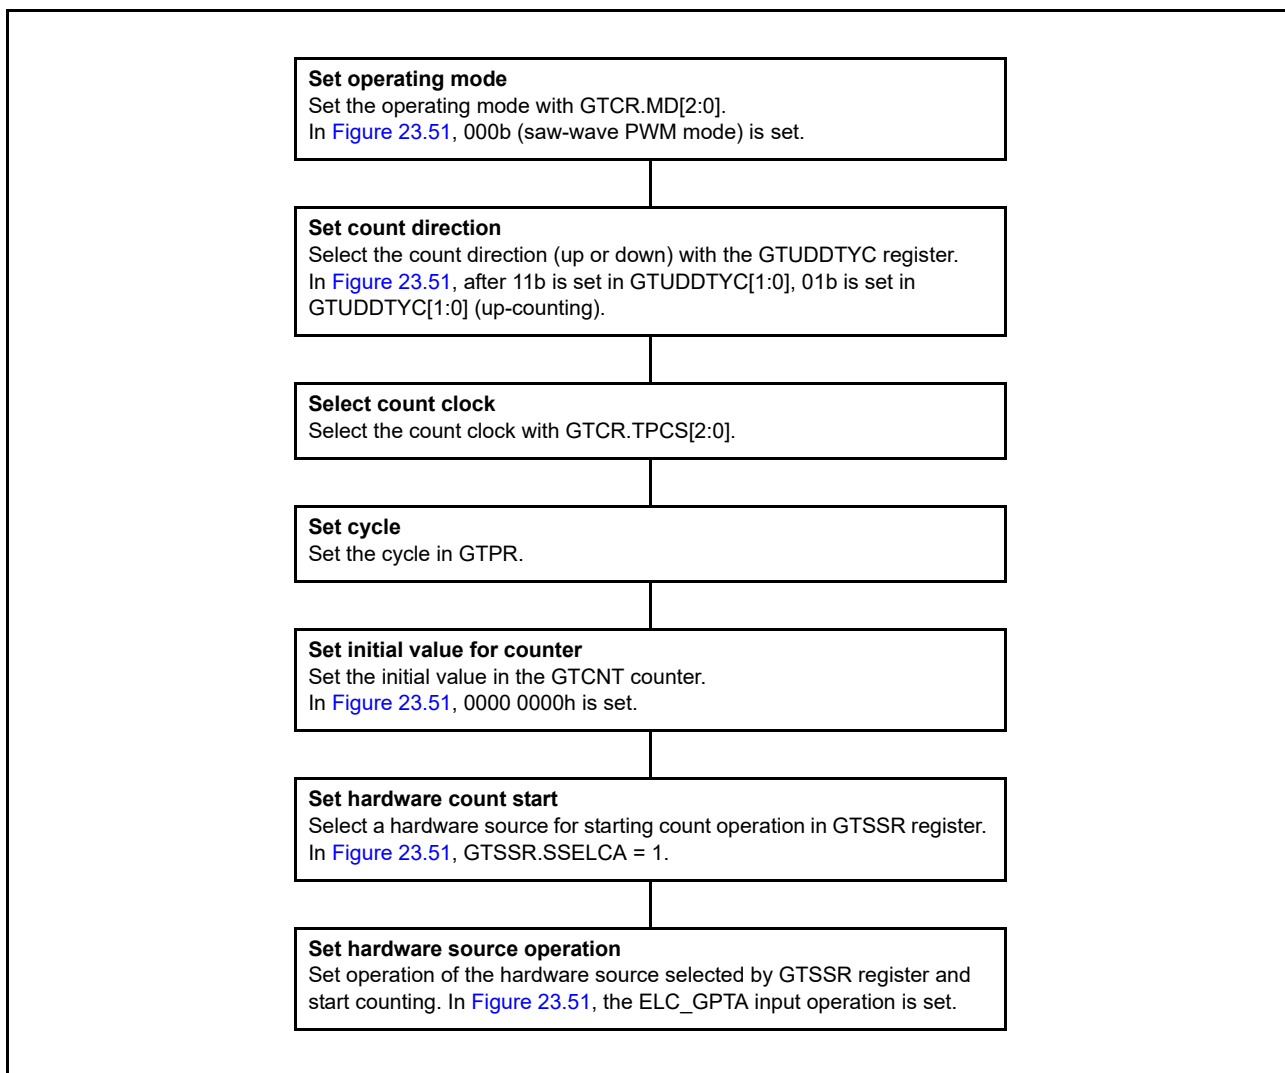 Set operating mode
Set the operating mode with GTCR.MD[2:0].
In Figure 23.51, 000b (saw-wave PWM mode) is set.
Set count direction
Select the count direction (up or down) with the GTUDDTYC register.
In Figure 23.51, after 11b is set in GTUDDTYC[1:0], 01b is set in
GTUDDTYC[1:0] (up-counting).
Select count clock
Select the count clock with GTCR.TPCS[2:0].
Set cycle
Set the cycle in GTPR.
Set initial value for counter
Set the initial value in the GTCNT counter.
In Figure 23.51, 0000 0000h is set.
Set hardware count start
Select a hardware source for starting count operation in GTSSR register.
In Figure 23.51, GTSSR.SSELCA = 1.
Set hardware source operation
Set operation of the hardware source selected by GTSSR register and
start counting. In Figure 23.51, the ELC_GPTA input operation is set.